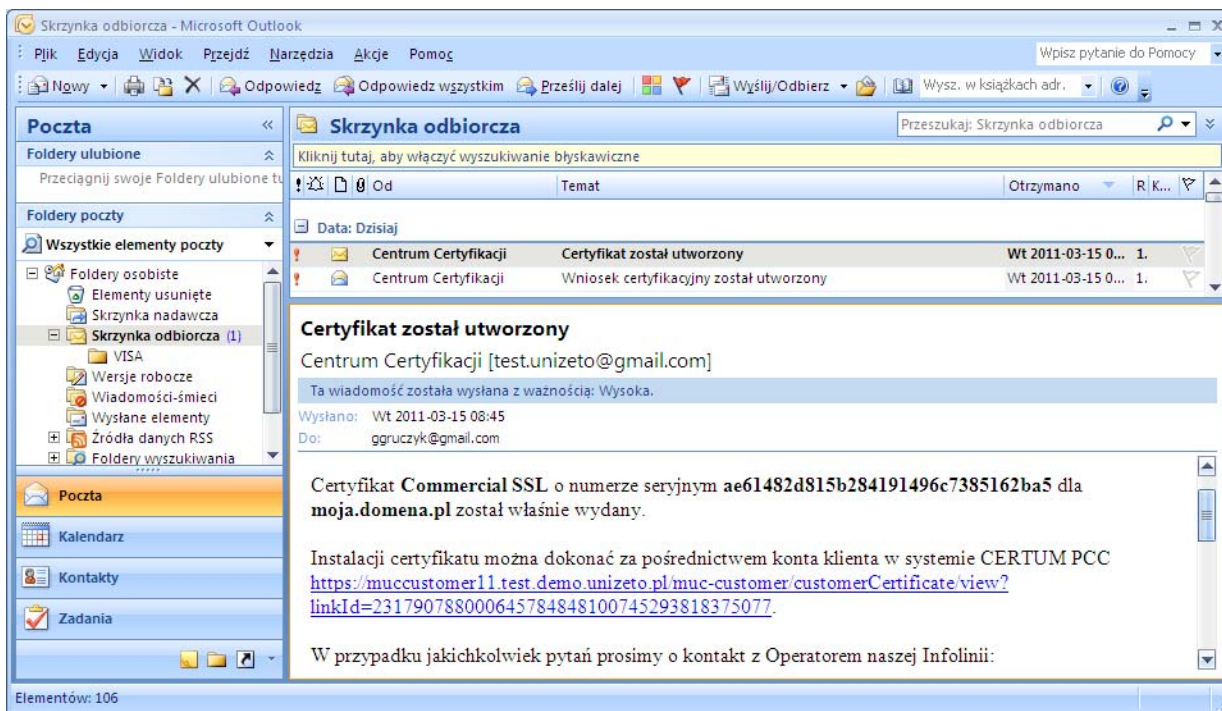 Skrzynka odbiorcza - Microsoft Outlook
Plik Edycja Widok Przejdź Narzędzia Akcje Pomoc Wpisz pytanie do Pomocy
Nowy Odpowiedz Odpowiedz wszystkim Prześlij dalej Wyślij/Odbierz Wysz. w książkach adr.
Poczta « Skrzynka odbiorcza Przeszukaj: Skrzynka odbiorcza
Foldery ulubione Kliknij tutaj, aby włączyć wyszukiwanie błyskawiczne
Przeciągnij swoje Foldery ulubione tu
Od Temat Otrzymano R K...
Foldery poczty
Data: Dzisiaj
Wszystkie elementy poczty
Centrum Certyfikacji Certyfikat został utworzony Wt 2011-03-15 0... 1.
Foldery osobiste
Centrum Certyfikacji Wniosek certyfikacyjny został utworzony Wt 2011-03-15 0... 1.
Elementy usunięte
Skrzynka nadawcza
Skrzynka odbiorcza (1)
VISA
Wersje robocze
Wiadomości-śmieci
Wysłane elementy
Źródła danych RSS
Foldery wyszukiwania
Poczta
Kalendarz
Kontakty
Zadania
Certyfikat został utworzony
Centrum Certyfikacji [test.unizeto@gmail.com]
Ta wiadomość została wysłana z ważnością: Wysoka.
Wysłano: Wt 2011-03-15 08:45
Do: ggruczyk@gmail.com
Certyfikat Commercial SSL o numerze seryjnym ae61482d815b284191496c7385162ba5 dla
moja.domena.pl został właśnie wydany.
Instalacji certyfikatu można dokonać za pośrednictwem konta klienta w systemie CERTUM PCC
https://muccustomer11.test.demo.unizeto.pl/muc-customer/customerCertificate/view?
linkId=23179078800064578484810074529381837​5077.
W przypadku jakichkolwiek pytań prosimy o kontakt z Operatorem naszej Infolinii:
Elementów: 106